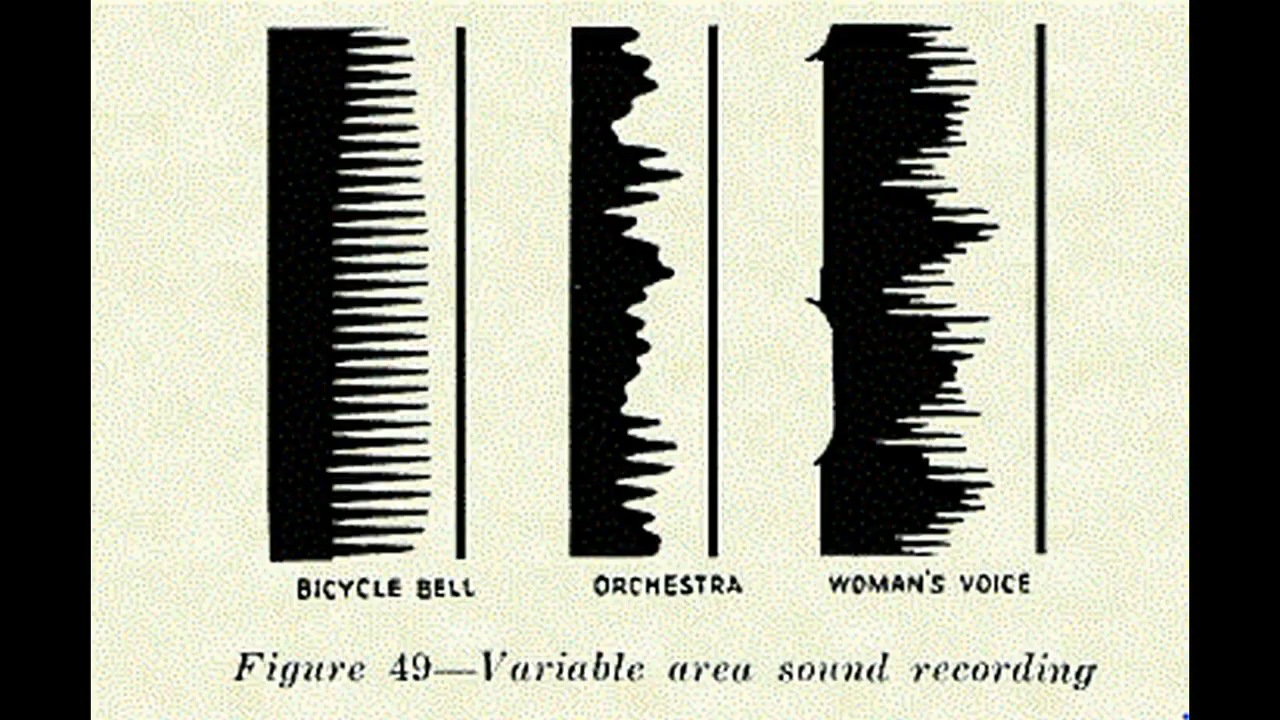 BICYCLE BELL ORCHESTRA WOMAN'S VOICE
Figure 49—Variable area sound recording